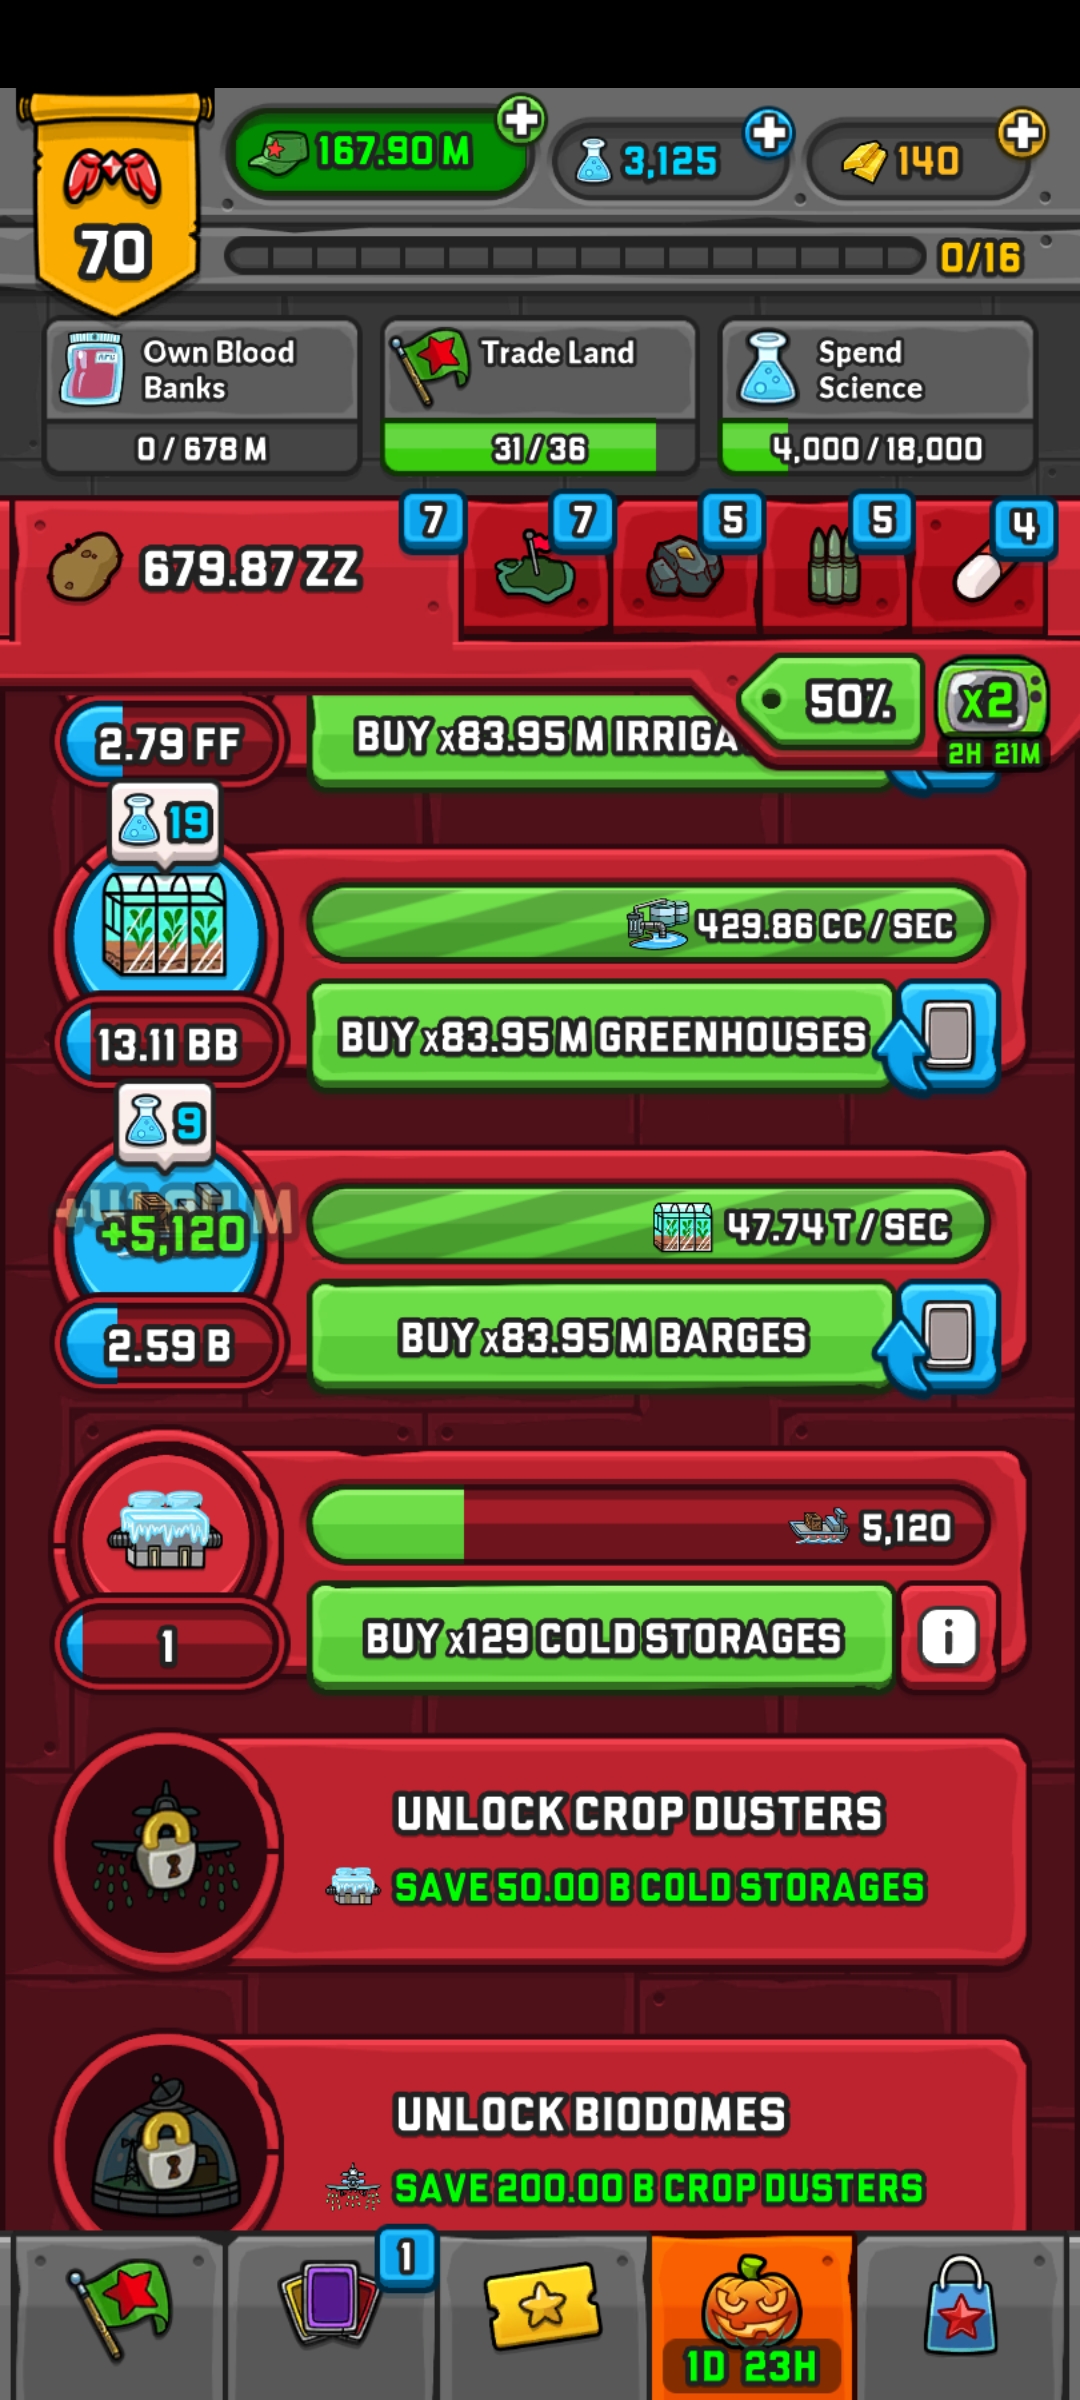 70
167.90 M
3,125
140
0/16
Own Blood
Banks
0 / 678 M
Trade Land
31 / 36
Spend
Science
4,000 / 18,000
679.87 ZZ
7
7
5
5
4
50%
x2
2H 21M
2.79 FF
BUY x83.95 M IRRIGA
19
429.86 CC / SEC
13.11 BB
BUY x83.95 M GREENHOUSES
9
+5,120
47.74 T / SEC
2.59 B
BUY x83.95 M BARGES
5,120
1
BUY x129 COLD STORAGES
i
UNLOCK CROP DUSTERS
SAVE 50.00 B COLD STORAGES
UNLOCK BIODOMES
SAVE 200.00 B CROP DUSTERS
1
1D 23H